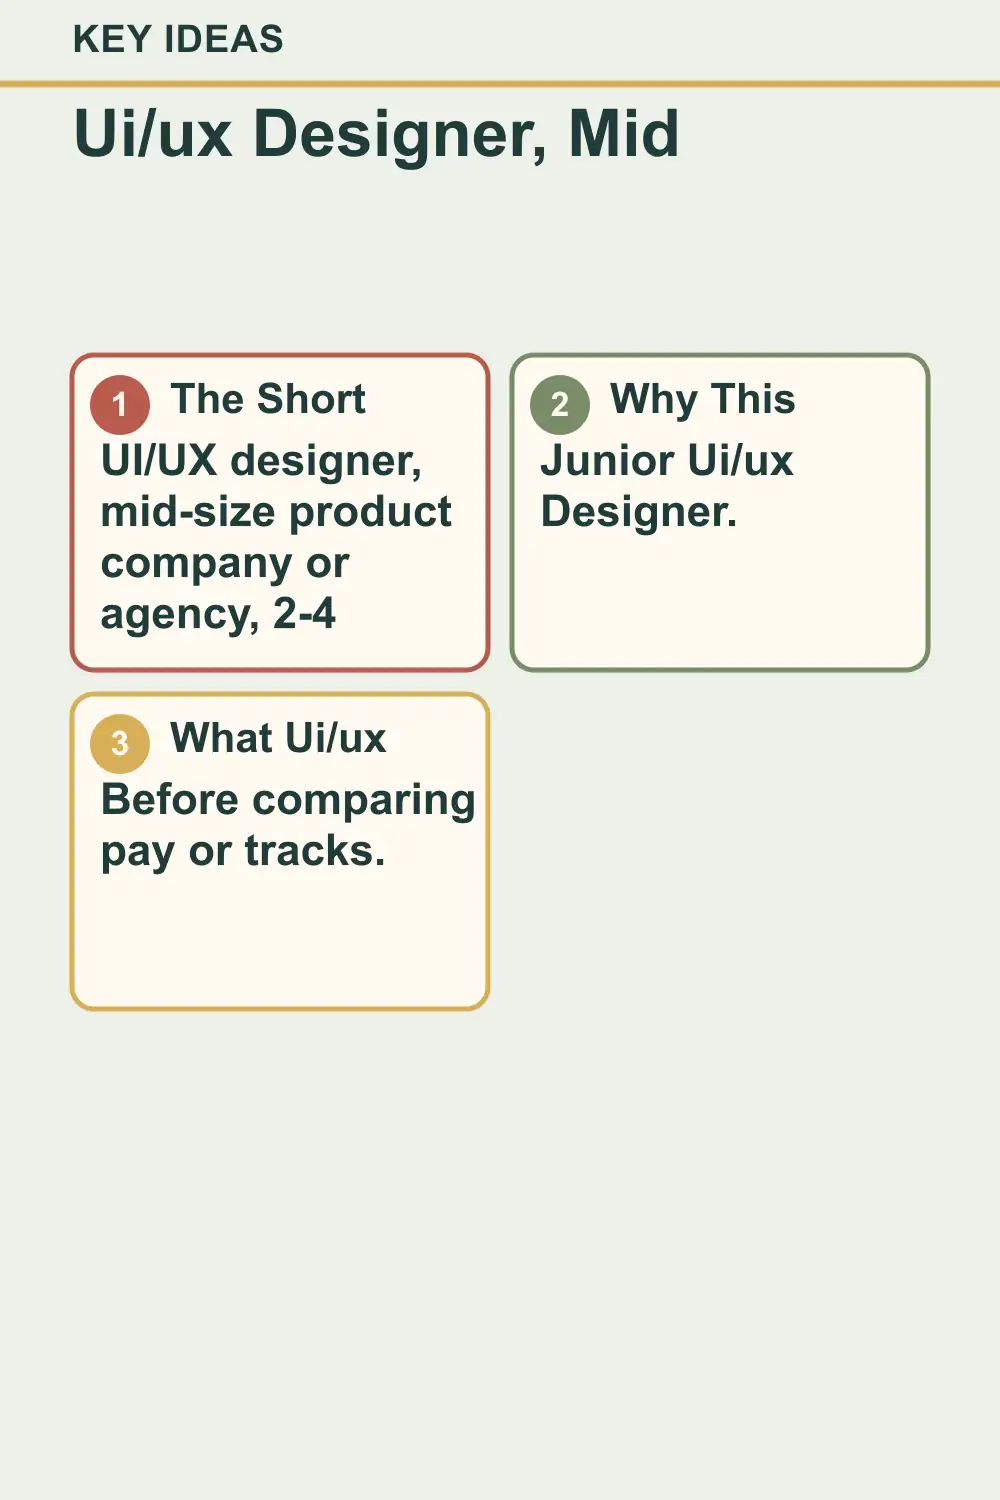 KEY IDEAS
Ui/ux Designer, Mid
1 The Short
UI/UX designer,
mid-size product
company or
agency, 2-4
2 Why This
Junior Ui/ux
Designer.
3 What Ui/ux
Before comparing
pay or tracks.